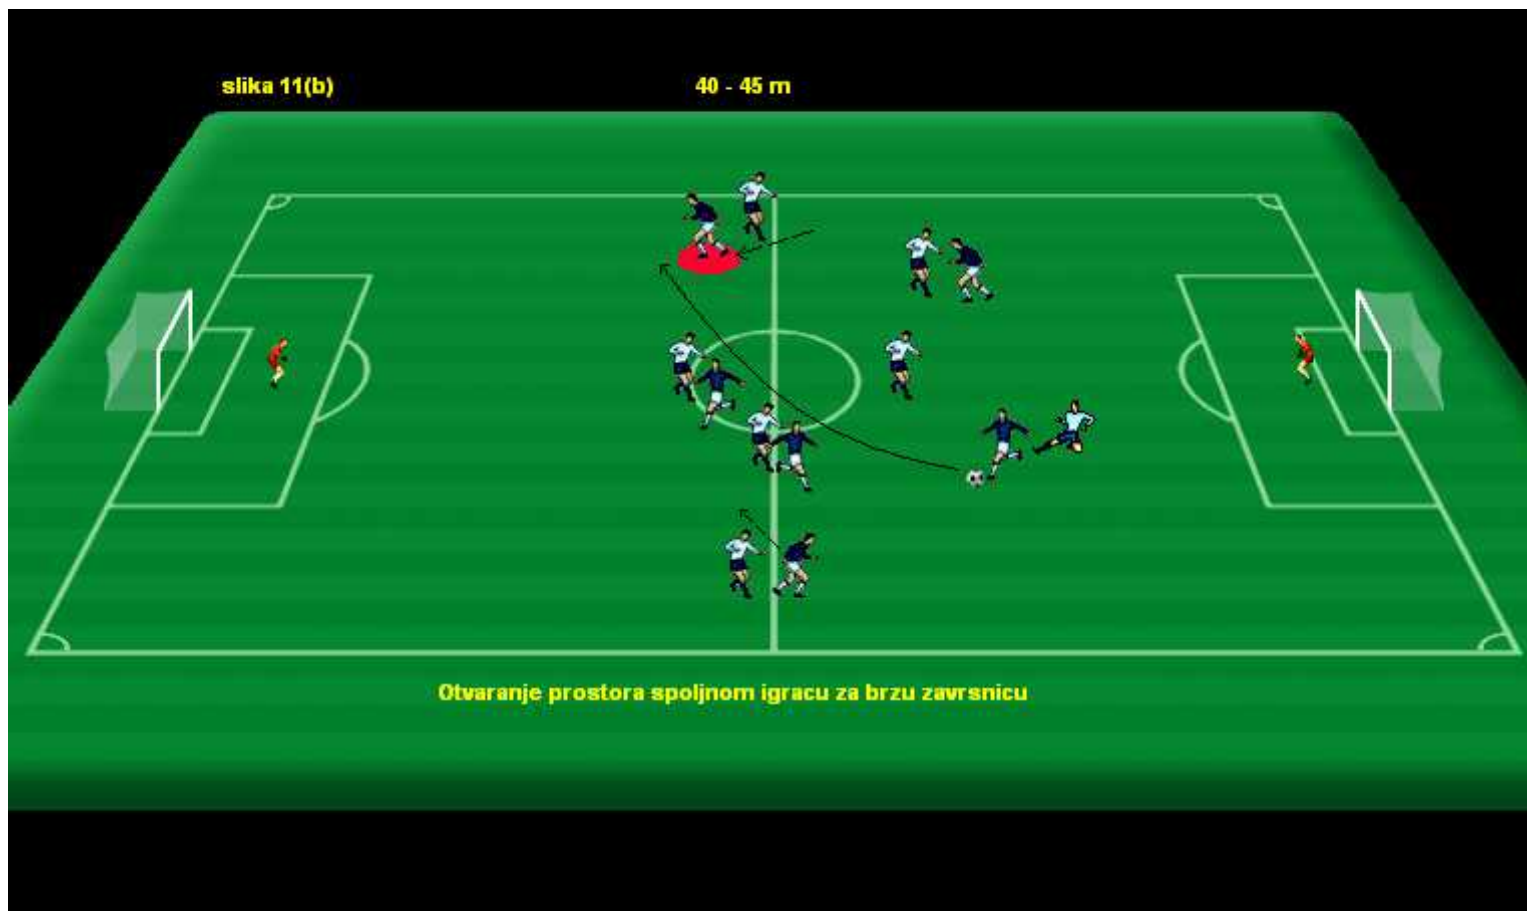 slika 11(b)
40 - 45 m
Otvaranje prostora spoljnom igracu za brzu zavrsnicu